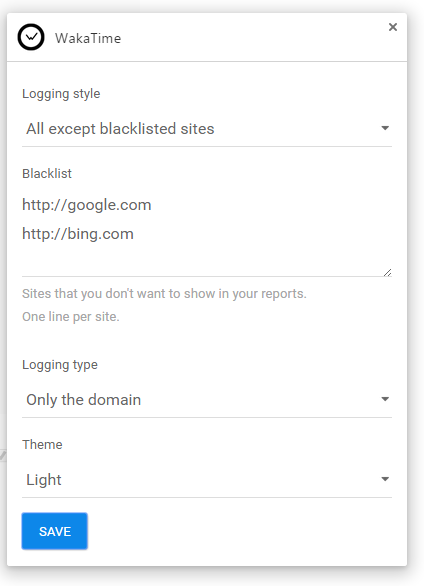 WakaTime
×
Logging style
All except blacklisted sites
Blacklist
http://google.com
http://bing.com
Sites that you don't want to show in your reports.
One line per site.
Logging type
Only the domain
Theme
Light
SAVE